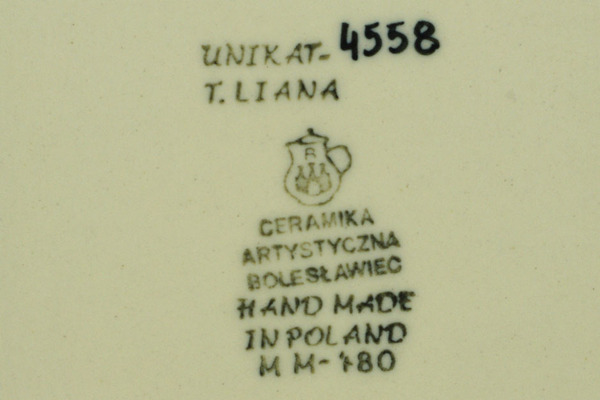 UNIKAT- 4558
T. LIANA
R
CERAMIKA
ARTYSTYCZNA
BOLESŁAWIEC
HAND MADE
IN POLAND
M M-180